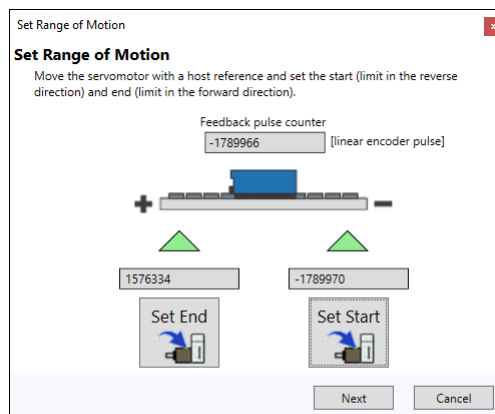 Set Range of Motion
Set Range of Motion
Move the servomotor with a host reference and set the start (limit in the reverse
direction) and end (limit in the forward direction).
Feedback pulse counter
-1789966 [linear encoder pulse]
+ −
1576334 -1789970
Set End Set Start
Next Cancel